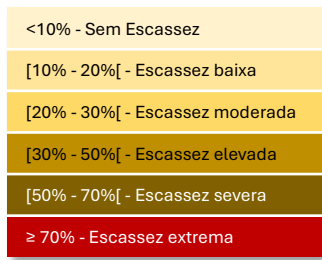 <10% - Sem Escassez
[10% - 20%[ - Escassez baixa
[20% - 30%[ - Escassez moderada
[30% - 50%[ - Escassez elevada
[50% - 70%[ - Escassez severa
≥ 70% - Escassez extrema